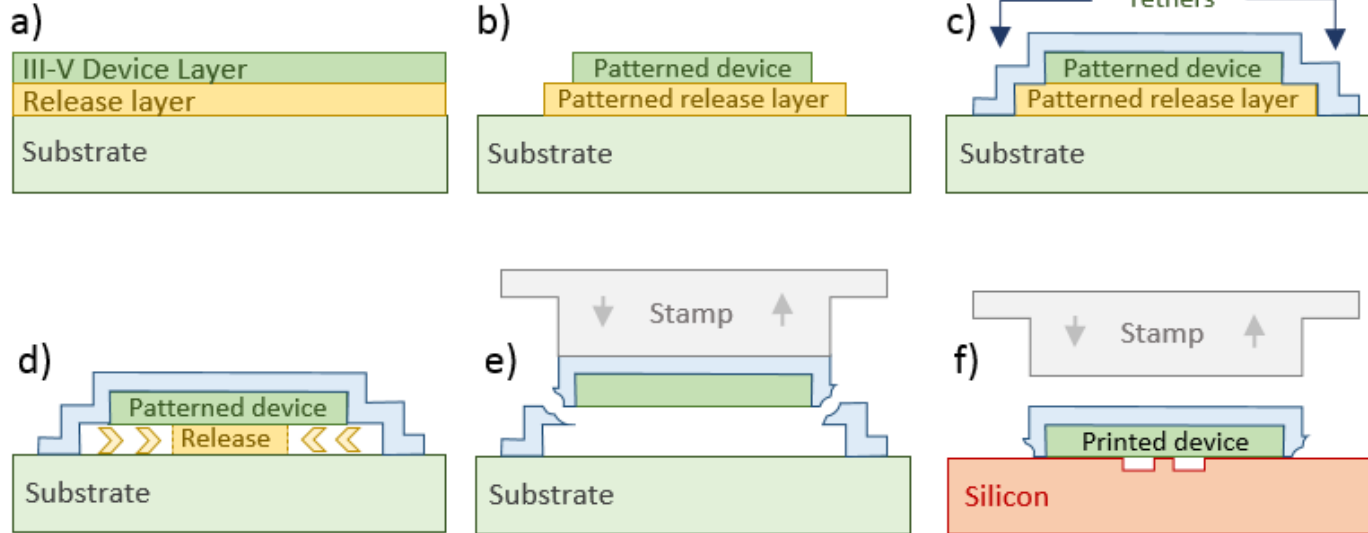 a)
III-V Device Layer
Release layer
Substrate
b)
Patterned device
Patterned release layer
Substrate
c)
Tethers
Patterned device
Patterned release layer
Substrate
d)
Patterned device
Release
Substrate
e)
Stamp
Substrate
f)
Stamp
Printed device
Silicon